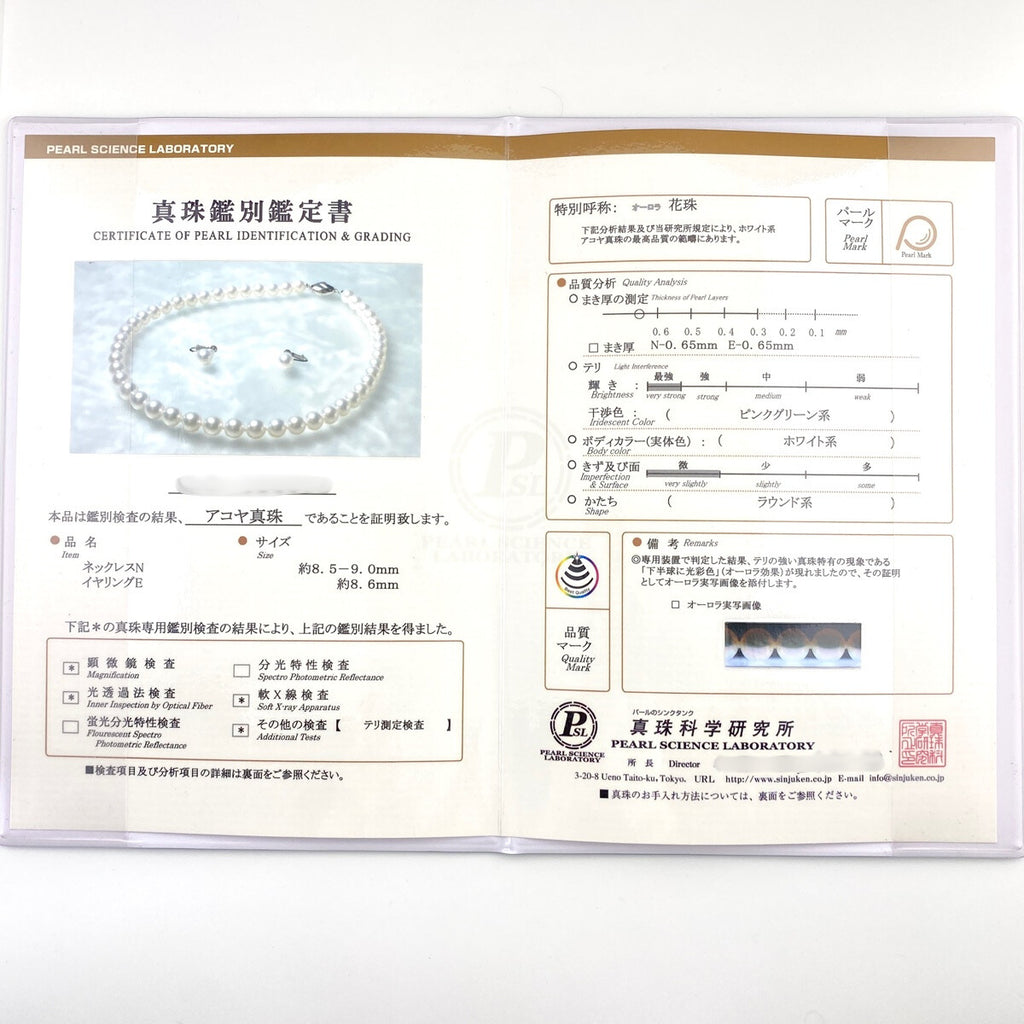 PEARL SCIENCE LABORATORY
真珠鑑別鑑定書
CERTIFICATE OF PEARL IDENTIFICATION & GRADING
本品は鑑別検査の結果、 アコヤ真珠 であることを証明致します。
品名
Item
サイズ
Size
ネックレスN 約8.5-9.0mm
イヤリングE 約8.6mm
下記*の真珠専用鑑別検査の結果により、上記の鑑別結果を得ました。
* 顕微鏡検査
Magnification
分光特性検査
Spectro Photometric Reflectance
* 光透過法検査
Inner Inspection by Optical Fiber
* 軟X線検査
Soft X-ray Apparatus
蛍光分光特性検査
Flourescent Spectro
Photometric Reflectance
* その他の検査【 テリ測定検査 】
Additional Tests
■検査項目及び分析項目の詳細は裏面をご参照ください。
特別呼称: オーロラ 花珠
下記分析結果及び当研究所規定により、ホワイト系
アコヤ真珠の最高品質の範疇にあります。
パール
マーク
Pearl
Mark
Pearl Mark
品質分析 Quality Analysis
まき厚の測定 Thickness of Pearl Layers
0.6 0.5 0.4 0.3 0.2 0.1 mm
□ まき厚 N-0.65mm E-0.65mm
テリ Light Interference
輝き: 最強 強 中 弱
Brightness very strong strong medium weak
干渉色: ( ピンクグリーン系 )
Iridescent Color
ボディカラー(実体色): ( ホワイト系 )
Body color
きず及び面 微 少 多
Imperfection
& Surface very slightly slightly some
かたち ( ラウンド系 )
Shape
Best Quality
品質
マーク
Quality
Mark
備考 Remarks
◎専用装置で判定した結果、テリの強い真珠特有の現象である
「下半球に光彩色」(オーロラ効果)が現れましたので、その証明
としてオーロラ実写画像を添付します。
□ オーロラ実写画像
PSL
PEARL SCIENCE
LABORATORY
PSL
PEARL SCIENCE
LABORATORY
パールのシンクタンク
真珠科学研究所
PEARL SCIENCE LABORATORY
所長 Director
3-20-8 Ueno Taito-ku,Tokyo. URL http://www.sinjuken.co.jp E-mail info@sinjuken.co.jp
■真珠のお手入れ方法については、裏面をご参照ください。